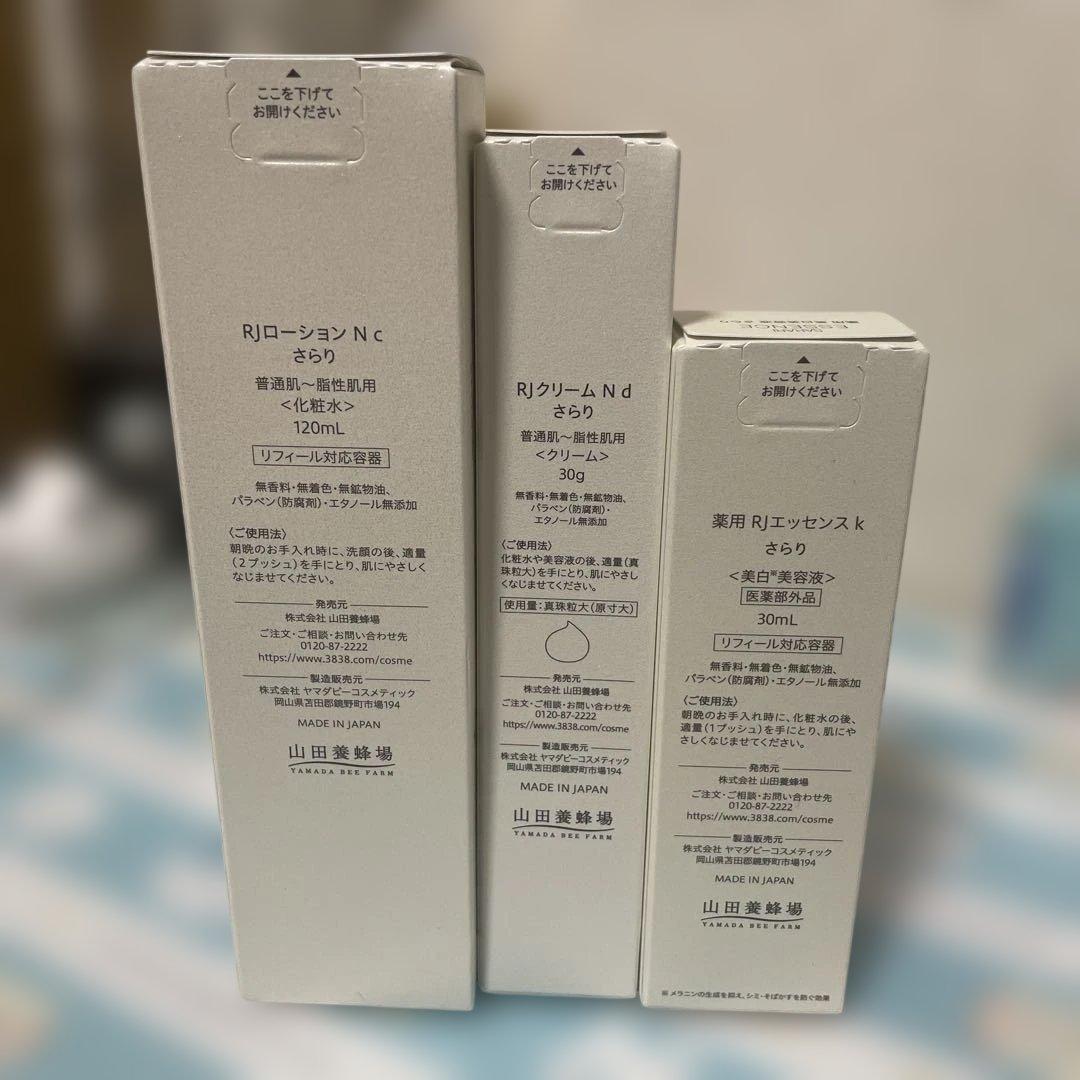 ▲
ここを下げて
お開けください
RJローション N c
さらり
普通肌～脂性肌用
＜化粧水＞
120mL
リフィール対応容器
無香料・無着色・無鉱物油、
パラベン（防腐剤）・エタノール無添加
〈ご使用法〉
朝晩のお手入れ時に、洗顔の後、適量
（2プッシュ）を手にとり、肌にやさしく
なじませてください。
発売元
株式会社 山田養蜂場
ご注文・ご相談・お問い合わせ先
0120-87-2222
https://www.3838.com/cosme
製造販売元
株式会社 ヤマダビーコスメティック
岡山県苫田郡鏡野町市場194
MADE IN JAPAN
山田養蜂場
YAMADA BEE FARM
▲
ここを下げて
お開けください
RJクリーム N d
さらり
普通肌～脂性肌用
＜クリーム＞
30g
無香料・無着色・無鉱物油、
パラベン（防腐剤）・
エタノール無添加
〈ご使用法〉
化粧水や美容液の後、適量（真
珠粒大）を手にとり、肌にやさし
くなじませてください。
使用量：真珠粒大（原寸大）
発売元
株式会社 山田養蜂場
ご注文・ご相談・お問い合わせ先
0120-87-2222
https://www.3838.com/cosme
製造販売元
株式会社 ヤマダビーコスメティック
岡山県苫田郡鏡野町市場194
MADE IN JAPAN
山田養蜂場
YAMADA BEE FARM
ESSENCE
▲
ここを下げて
お開けください
薬用 RJエッセンス k
さらり
＜美白※美容液＞
医薬部外品
30mL
リフィール対応容器
無香料・無着色・無鉱物油、
パラベン（防腐剤）・エタノール無添加
〈ご使用法〉
朝晩のお手入れ時に、化粧水の後、
適量（1プッシュ）を手にとり、肌にや
さしくなじませてください。
発売元
株式会社 山田養蜂場
ご注文・ご相談・お問い合わせ先
0120-87-2222
https://www.3838.com/cosme
製造販売元
株式会社 ヤマダビーコスメティック
岡山県苫田郡鏡野町市場194
MADE IN JAPAN
山田養蜂場
YAMADA BEE FARM
※メラニンの生成を抑え、シミ・そばかすを防ぐ効果